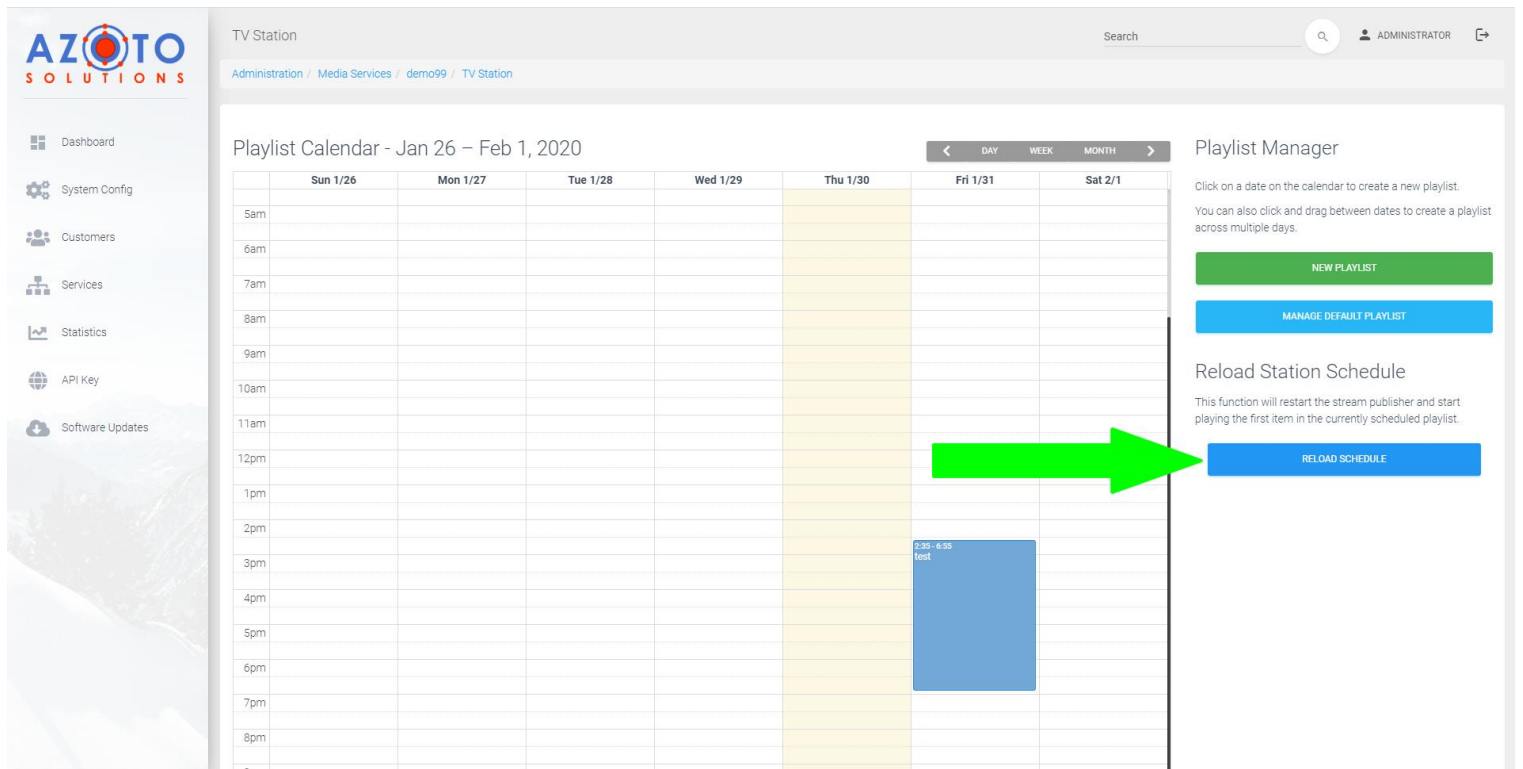 AZOTO
SOLUTIONS
Dashboard
System Config
Customers
Services
Statistics
API Key
Software Updates
TV Station
Search
ADMINISTRATOR
Administration / Media Services / demo99 / TV Station
Playlist Calendar - Jan 26 – Feb 1, 2020
DAY WEEK MONTH
Sun 1/26 Mon 1/27 Tue 1/28 Wed 1/29 Thu 1/30 Fri 1/31 Sat 2/1
5am
6am
7am
8am
9am
10am
11am
12pm
1pm
2pm
2:35 - 6:55
test
3pm
4pm
5pm
6pm
7pm
8pm
Playlist Manager
Click on a date on the calendar to create a new playlist.
You can also click and drag between dates to create a playlist
across multiple days.
NEW PLAYLIST
MANAGE DEFAULT PLAYLIST
Reload Station Schedule
This function will restart the stream publisher and start
playing the first item in the currently scheduled playlist.
RELOAD SCHEDULE